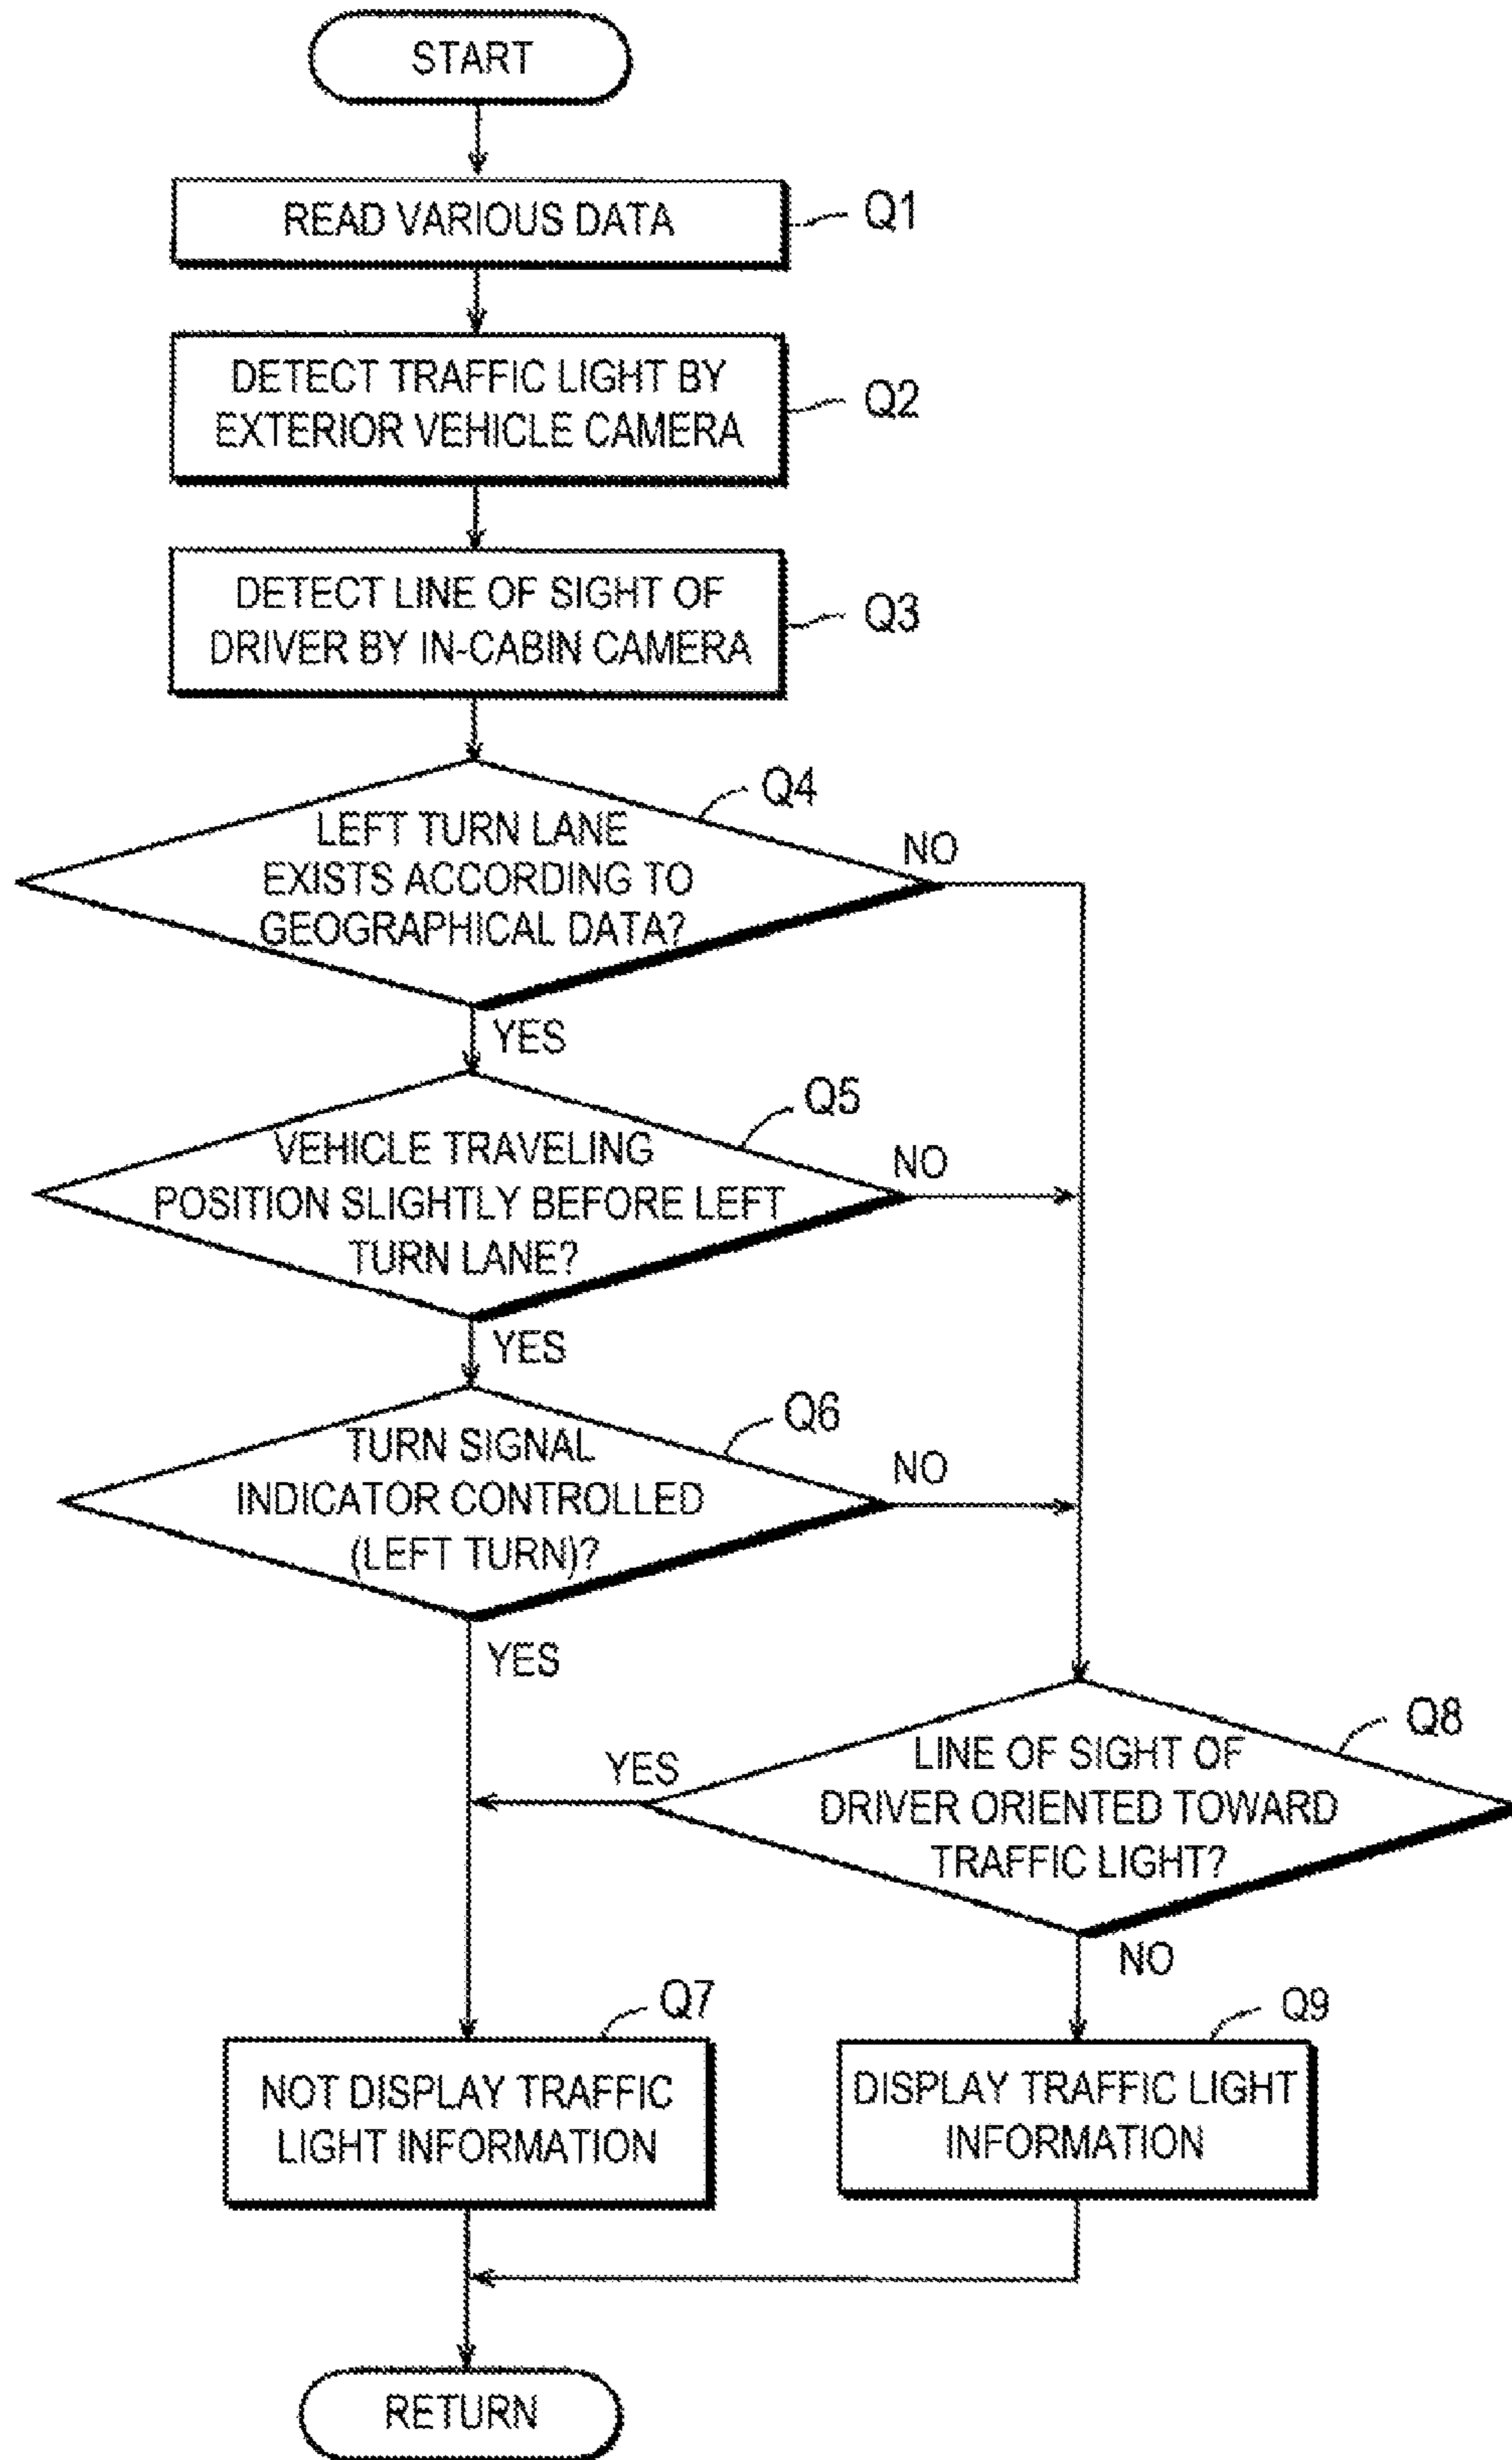 START
READ VARIOUS DATA
Q1
DETECT TRAFFIC LIGHT BY
EXTERIOR VEHICLE CAMERA
Q2
DETECT LINE OF SIGHT OF
DRIVER BY IN-CABIN CAMERA
Q3
Q4
LEFT TURN LANE
EXISTS ACCORDING TO
GEOGRAPHICAL DATA?
NO
YES
Q5
VEHICLE TRAVELING
POSITION SLIGHTLY BEFORE LEFT
TURN LANE?
NO
YES
Q6
TURN SIGNAL
INDICATOR CONTROLLED
(LEFT TURN)?
NO
YES
Q8
LINE OF SIGHT OF
DRIVER ORIENTED TOWARD
TRAFFIC LIGHT?
YES
NO
Q7
NOT DISPLAY TRAFFIC
LIGHT INFORMATION
Q9
DISPLAY TRAFFIC LIGHT
INFORMATION
RETURN